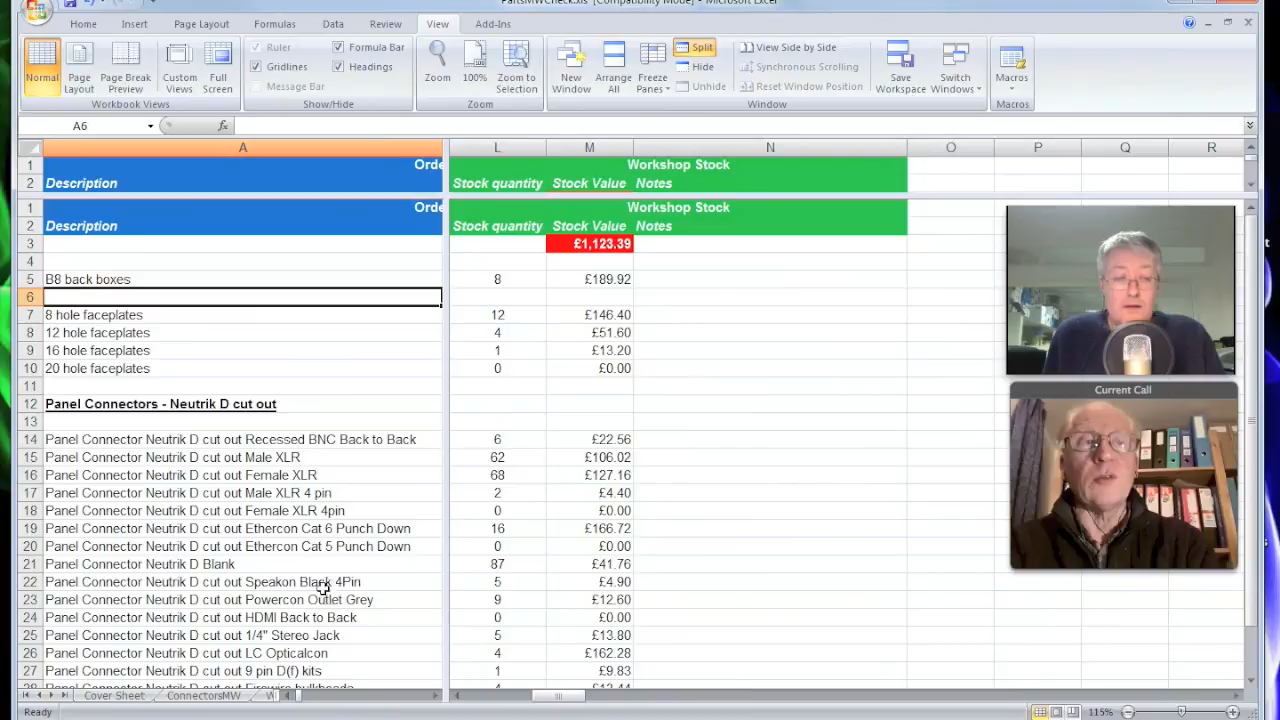 PartsMWCheck.xls [Compatibility Mode] - Microsoft Excel
Home Insert Page Layout Formulas Data Review View Add-Ins
Normal Page Layout Page Break Preview Custom Views Full Screen
Workbook Views
Ruler Formula Bar
Gridlines Headings
Message Bar
Show/Hide
Zoom 100% Zoom to Selection
Zoom
New Window Arrange All Freeze Panes
Split View Side by Side
Hide Synchronous Scrolling
Unhide Reset Window Position
Save Workspace Switch Windows
Window
Macros
Macros
A6 fx
A L M N O P Q R
1 Orde Workshop Stock
2 Description Stock quantity Stock Value Notes
1 Orde Workshop Stock
2 Description Stock quantity Stock Value Notes
3 £1,123.39
4
5 B8 back boxes 8 £189.92
6
7 8 hole faceplates 12 £146.40
8 12 hole faceplates 4 £51.60
9 16 hole faceplates 1 £13.20
10 20 hole faceplates 0 £0.00
11
12 Panel Connectors - Neutrik D cut out
13
14 Panel Connector Neutrik D cut out Recessed BNC Back to Back 6 £22.56
15 Panel Connector Neutrik D cut out Male XLR 62 £106.02
16 Panel Connector Neutrik D cut out Female XLR 68 £127.16
17 Panel Connector Neutrik D cut out Male XLR 4 pin 2 £4.40
18 Panel Connector Neutrik D cut out Female XLR 4pin 0 £0.00
19 Panel Connector Neutrik D cut out Ethercon Cat 6 Punch Down 16 £166.72
20 Panel Connector Neutrik D cut out Ethercon Cat 5 Punch Down 0 £0.00
21 Panel Connector Neutrik D Blank 87 £41.76
22 Panel Connector Neutrik D cut out Speakon Black 4Pin 5 £4.90
23 Panel Connector Neutrik D cut out Powercon Outlet Grey 9 £12.60
24 Panel Connector Neutrik D cut out HDMI Back to Back 0 £0.00
25 Panel Connector Neutrik D cut out 1/4" Stereo Jack 5 £13.80
26 Panel Connector Neutrik D cut out LC Opticalcon 4 £162.28
27 Panel Connector Neutrik D cut out 9 pin D(f) kits 1 £9.83
28 Panel Connector Neutrik D cut out Firewire bulkheads 4 £13.44
Current Call
Cover Sheet ConnectorsMW
Ready 115%